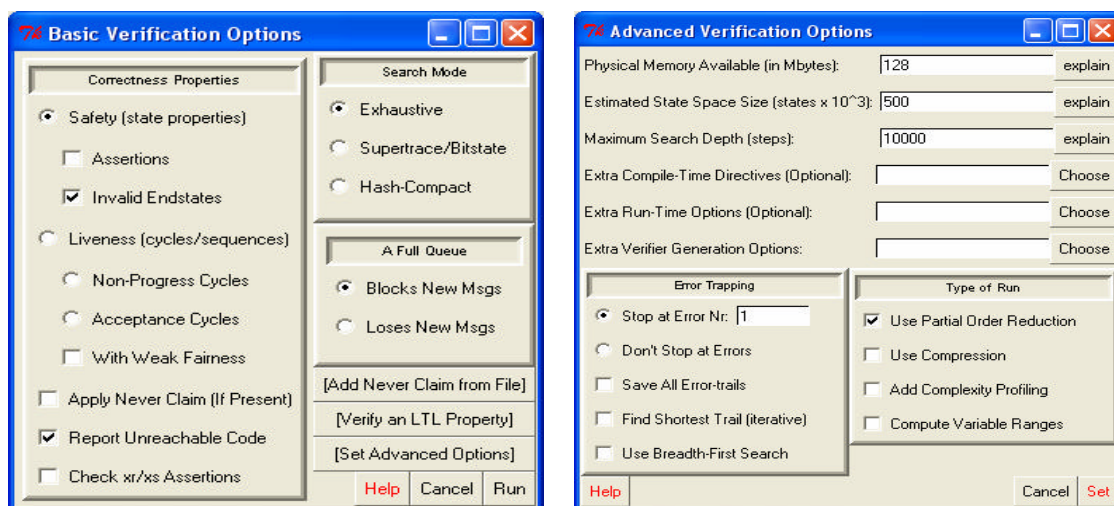 Basic Verification Options
Correctness Properties
Safety (state properties)
Assertions
Invalid Endstates
Liveness (cycles/sequences)
Non-Progress Cycles
Acceptance Cycles
With Weak Fairness
Apply Never Claim (If Present)
Report Unreachable Code
Check xr/xs Assertions
Search Mode
Exhaustive
Supertrace/Bitstate
Hash-Compact
A Full Queue
Blocks New Msgs
Loses New Msgs
[Add Never Claim from File]
[Verify an LTL Property]
[Set Advanced Options]
Help Cancel Run
Advanced Verification Options
Physical Memory Available (in Mbytes): 128 explain
Estimated State Space Size (states x 10^3): 500 explain
Maximum Search Depth (steps): 10000 explain
Extra Compile-Time Directives (Optional): Choose
Extra Run-Time Options (Optional): Choose
Extra Verifier Generation Options: Choose
Error Trapping
Stop at Error Nr: 1
Don't Stop at Errors
Save All Error-trails
Find Shortest Trail (iterative)
Use Breadth-First Search
Type of Run
Use Partial Order Reduction
Use Compression
Add Complexity Profiling
Compute Variable Ranges
Help Cancel Set